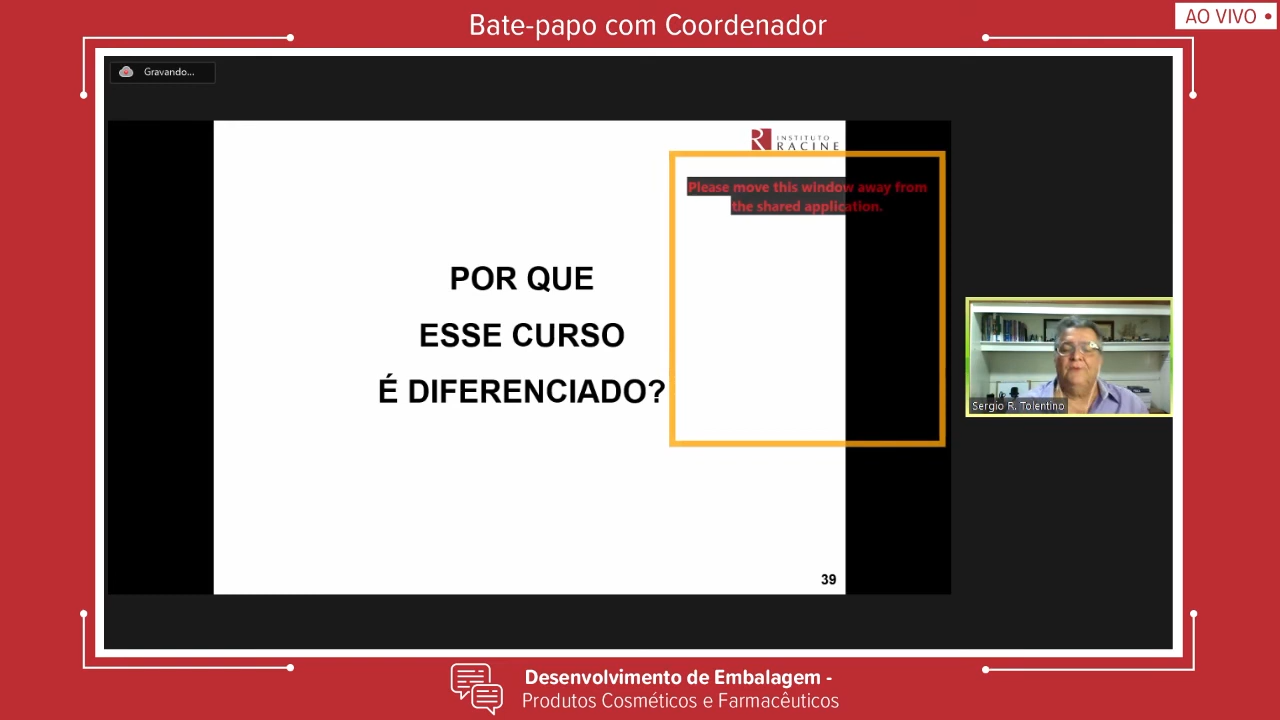 Bate-papo com Coordenador
AO VIVO
Gravando...
INSTITUTO
RACINE
Please move this window away from
the shared application.
POR QUE
ESSE CURSO
É DIFERENCIADO?
Sergio R. Tolentino
39
Desenvolvimento de Embalagem -
Produtos Cosméticos e Farmacêuticos